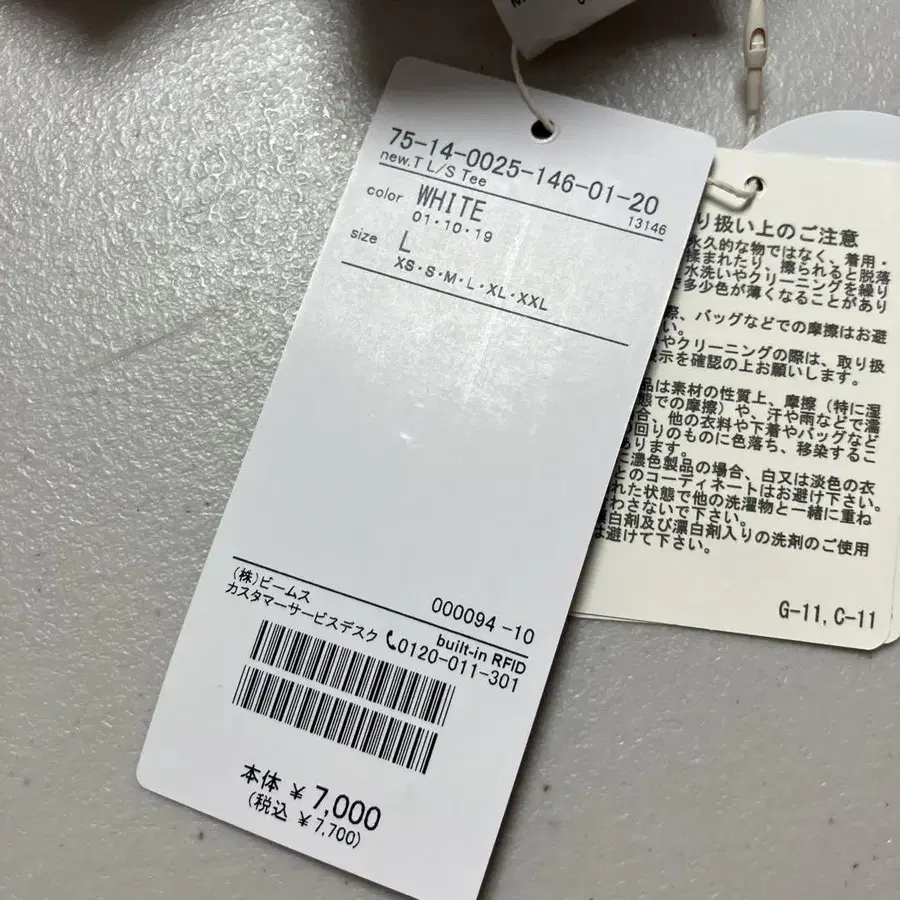 75-14-0025-146-01-20
new.T L/S Tee
13146
color WHITE
01・10・19
size L
XS・S・M・L・XL・XXL
(株)ビームス
カスタマーサービスデスク
000094 -10
built-in RFID
0120-011-301
本体 ¥ 7,000
(税込 ¥7,700)
り扱い上のご注意
永久的な物ではなく、着用・
揉まれたり、擦られると脱落
水洗いやクリーニングを繰り
多少色が薄くなることがあり
際、バッグなどでの摩擦はお避
い。
やクリーニングの際は、取り扱
示を確認の上お願いします。
品は素材の性質上、摩擦(特に湿
態での摩擦)や、汗や雨などで濡
合、他の衣料や下着やバッグなど
回りのものに色落ち、移染するこ
あります。
に濃色製品の場合、白又は淡色の衣
とのコーディネートはお避け下さい。
れた状態で他の洗濯物と一緒に重ね
わさないで下さい。
漂白剤及び漂白剤入りの洗剤のご使用
は避けて下さい。
G-11, C-11